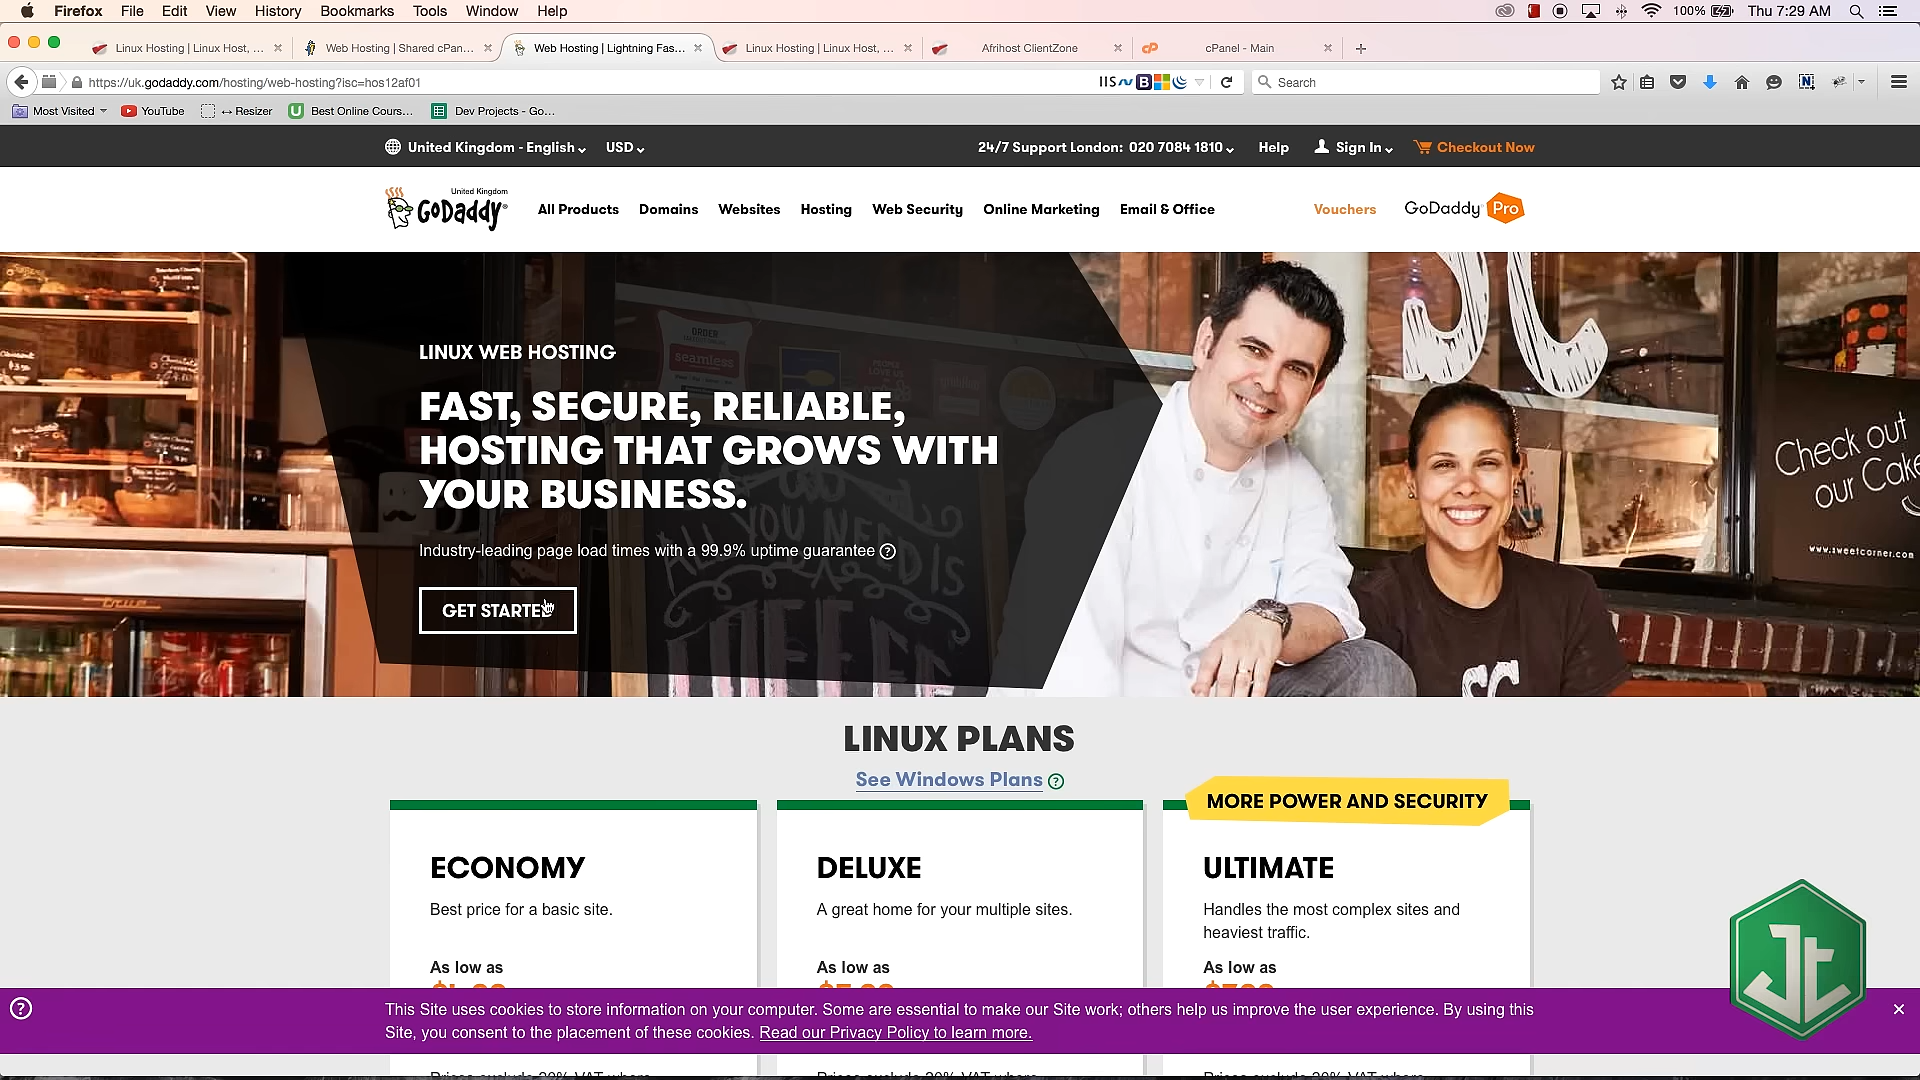 Firefox File Edit View History Bookmarks Tools Window Help
100% Thu 7:29 AM
Linux Hosting | Linux Host, ...
Web Hosting | Shared cPan...
Web Hosting | Lightning Fas...
Linux Hosting | Linux Host, ...
Afrihost ClientZone
cPanel - Main
https://uk.godaddy.com/hosting/web-hosting?isc=hos12af01
IIS
Search
Most Visited
YouTube
↔ Resizer
Best Online Cours...
Dev Projects - Go...
United Kingdom - English
USD
24/7 Support London: 020 7084 1810
Help
Sign In
Checkout Now
United Kingdom
GoDaddy
All Products
Domains
Websites
Hosting
Web Security
Online Marketing
Email & Office
Vouchers
GoDaddy Pro
LINUX WEB HOSTING
FAST, SECURE, RELIABLE,
HOSTING THAT GROWS WITH
YOUR BUSINESS.
Industry-leading page load times with a 99.9% uptime guarantee
GET STARTED
ORDER
seamless
ALL YOU NEED IS
Check out
our Cake
www.sweetcorner.com
LINUX PLANS
See Windows Plans
MORE POWER AND SECURITY
ECONOMY
Best price for a basic site.
As low as
DELUXE
A great home for your multiple sites.
As low as
ULTIMATE
Handles the most complex sites and
heaviest traffic.
As low as
This Site uses cookies to store information on your computer. Some are essential to make our Site work; others help us improve the user experience. By using this
Site, you consent to the placement of these cookies. Read our Privacy Policy to learn more.
Jt